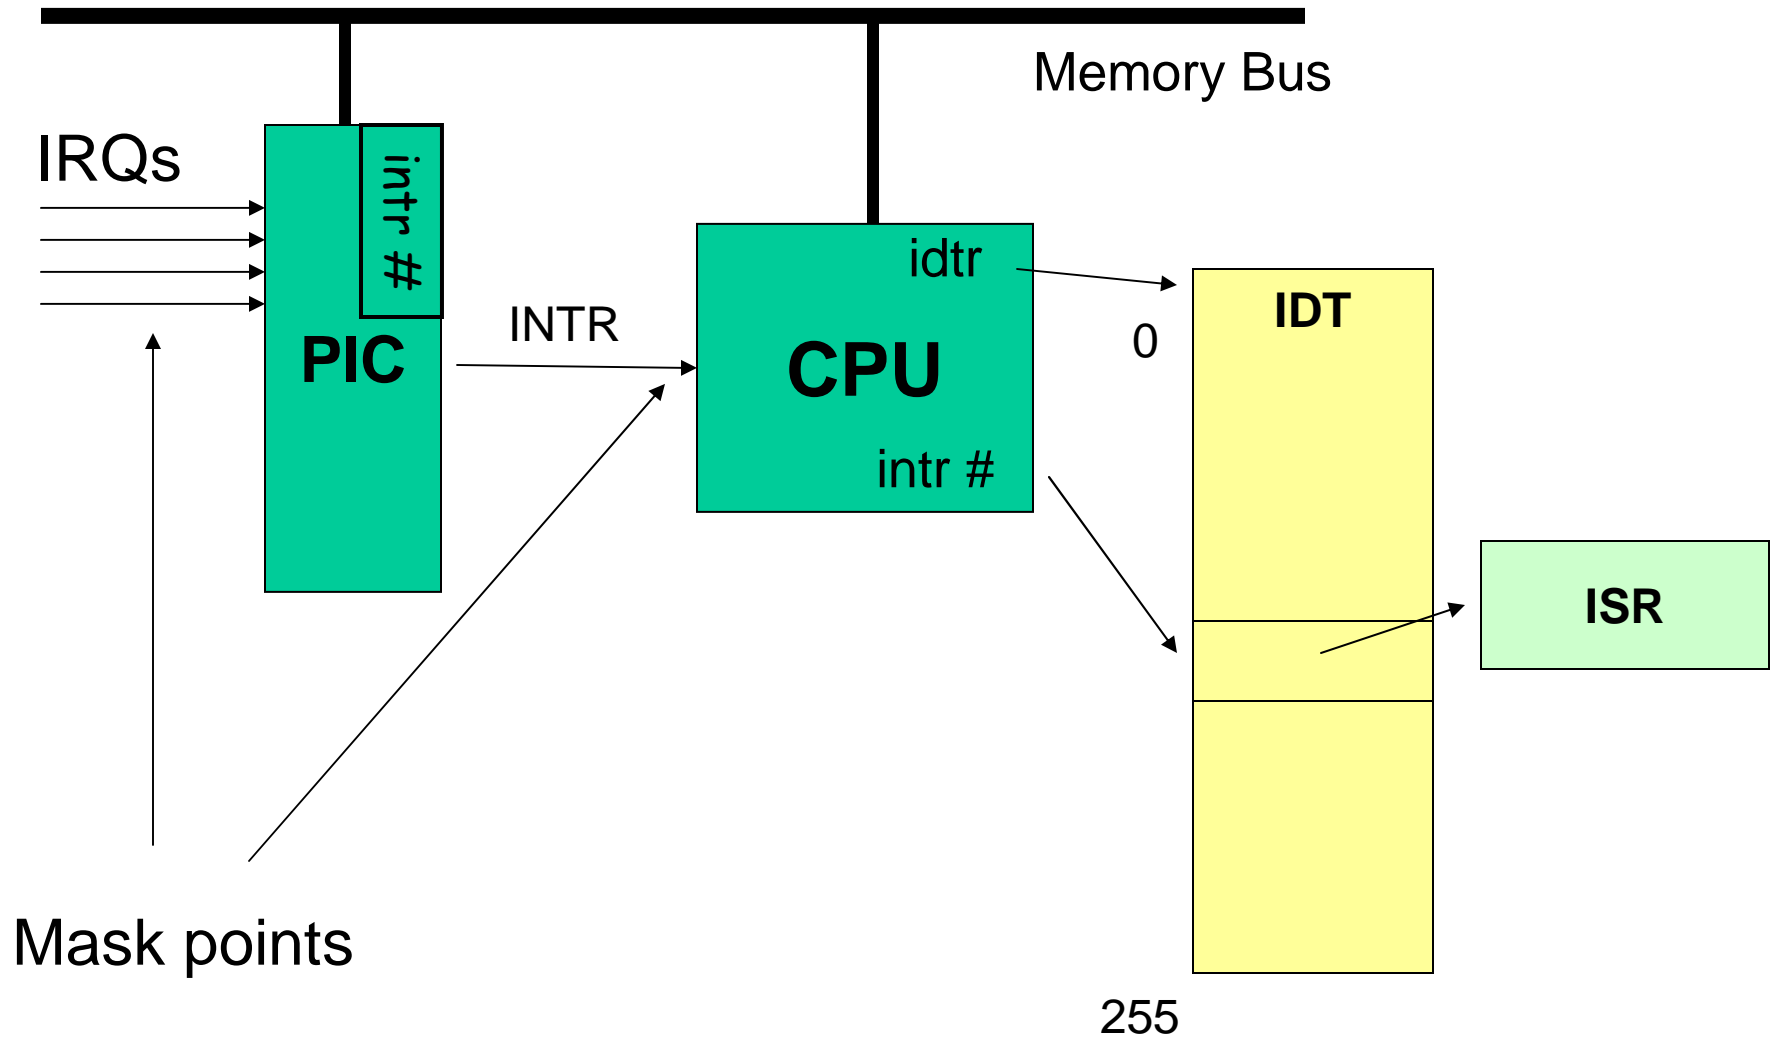 Memory Bus
IRQs
intr #
idtr
IDT
INTR
0
PIC
CPU
intr #
ISR
Mask points
255